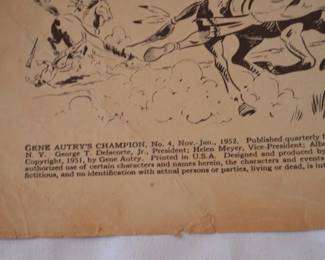 GENE AUTRY'S CHAMPION, No. 4, Nov.-Jan., 1952. Published quarterly
N. Y. George T. Delacorte, Jr., President; Helen Meyer, Vice-President; Albe
Copyright, 1951, by Gene Autry. Printed in U.S.A. Designed and produced by
authorized use of certain characters and names herein, the characters and events
fictitious, and no identification with actual persons or parties, living or dead, is in